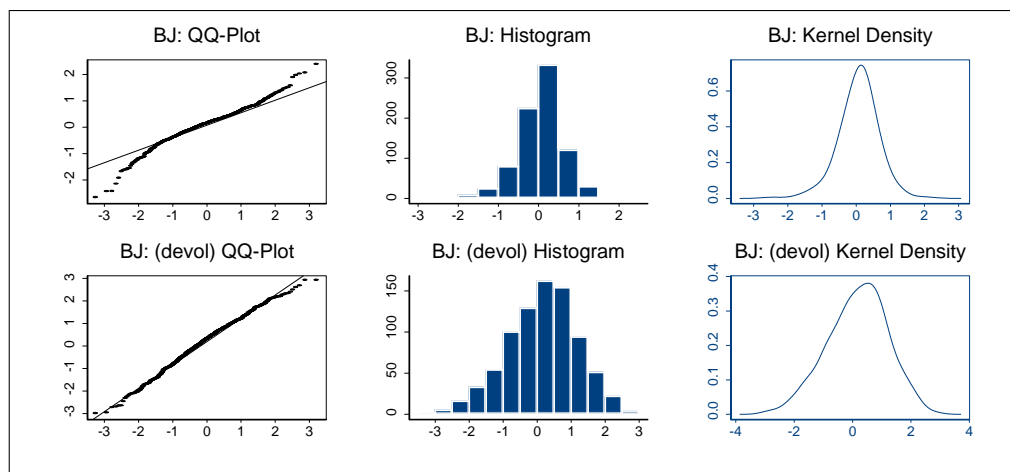 BJ: QQ-Plot
BJ: Histogram
BJ: Kernel Density
2
1
0
-1
-2
-3 -2 -1 0 1 2 3
300
200
100
0
-3 -2 -1 0 1 2
0.6
0.4
0.2
0.0
-3 -2 -1 0 1 2 3
BJ: (devol) QQ-Plot
BJ: (devol) Histogram
BJ: (devol) Kernel Density
3
2
1
0
-1
-2
-3
-3 -2 -1 0 1 2 3
150
100
50
0
-3 -2 -1 0 1 2 3
0.4
0.3
0.2
0.1
0.0
-4 -2 0 2 4